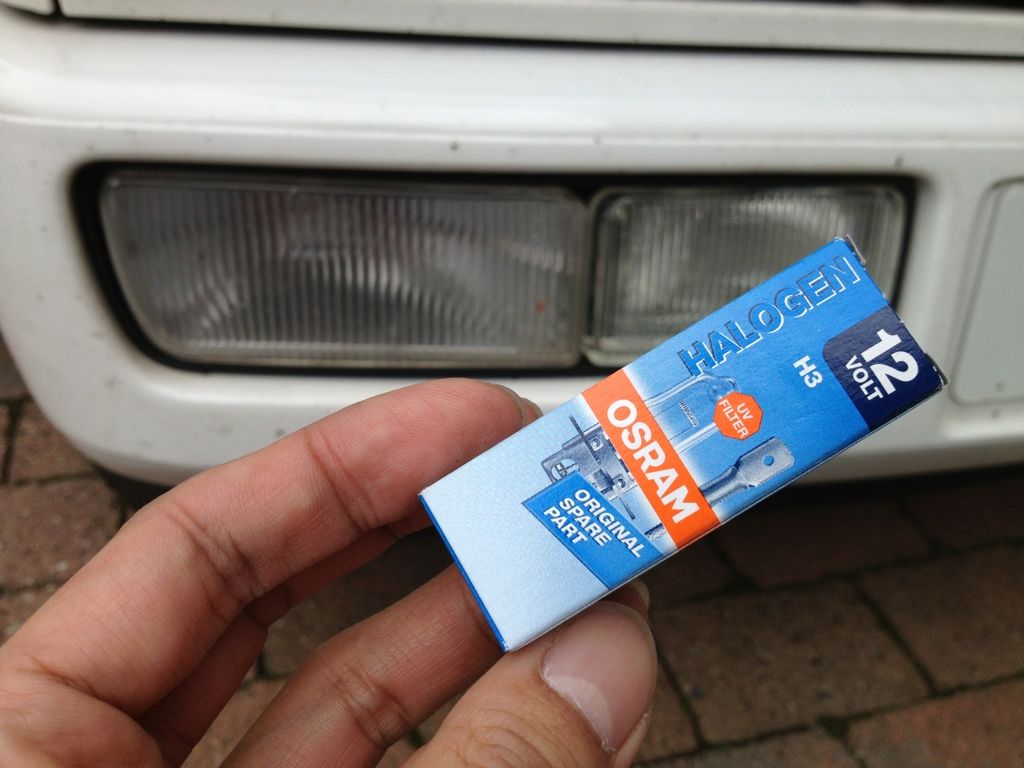 HALOGEN
H3
12
VOLT
UV
FILTER
OSRAM
ORIGINAL
SPARE
PART